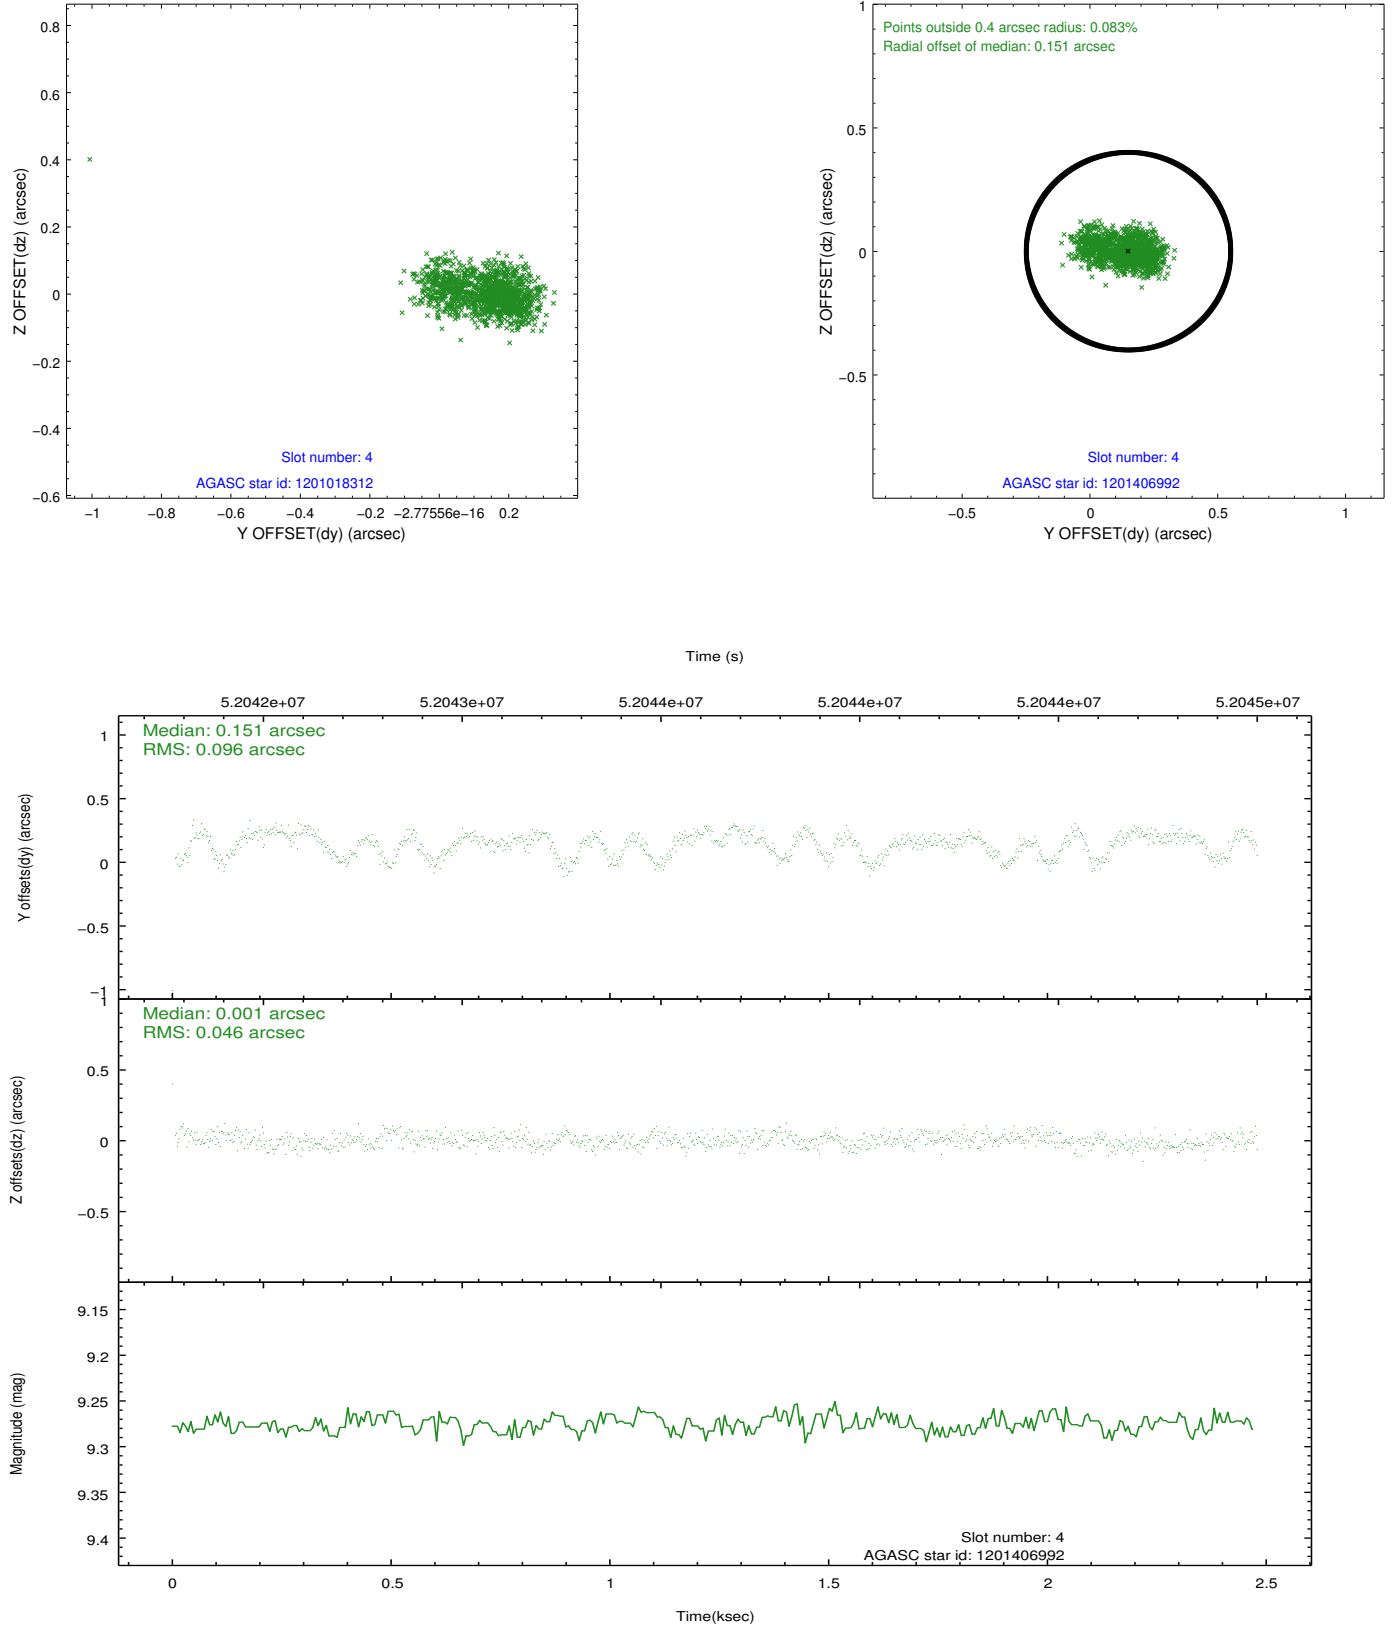 0.8
0.6
0.4
0.2
0
−0.2
−0.4
−0.6
Z OFFSET(dz) (arcsec)
Slot number: 4
AGASC star id: 1201018312
−1 −0.8 −0.6 −0.4 −0.2 −2.77556e−16 0.2
Y OFFSET(dy) (arcsec)
1
0.5
0
−0.5
Z OFFSET(dz) (arcsec)
Points outside 0.4 arcsec radius: 0.083%
Radial offset of median: 0.151 arcsec
Slot number: 4
AGASC star id: 1201406992
−0.5 0 0.5 1
Y OFFSET(dy) (arcsec)
Time (s)
5.2042e+07 5.2043e+07 5.2044e+07 5.2044e+07 5.2044e+07 5.2045e+07
Median: 0.151 arcsec
RMS: 0.096 arcsec
1
0.5
0
−0.5
−1
Y offsets(dy) (arcsec)
Median: 0.001 arcsec
RMS: 0.046 arcsec
1
0.5
0
−0.5
Z offsets(dz) (arcsec)
9.15
9.2
9.25
9.3
9.35
9.4
Magnitude (mag)
Slot number: 4
AGASC star id: 1201406992
0 0.5 1 1.5 2 2.5
Time(ksec)